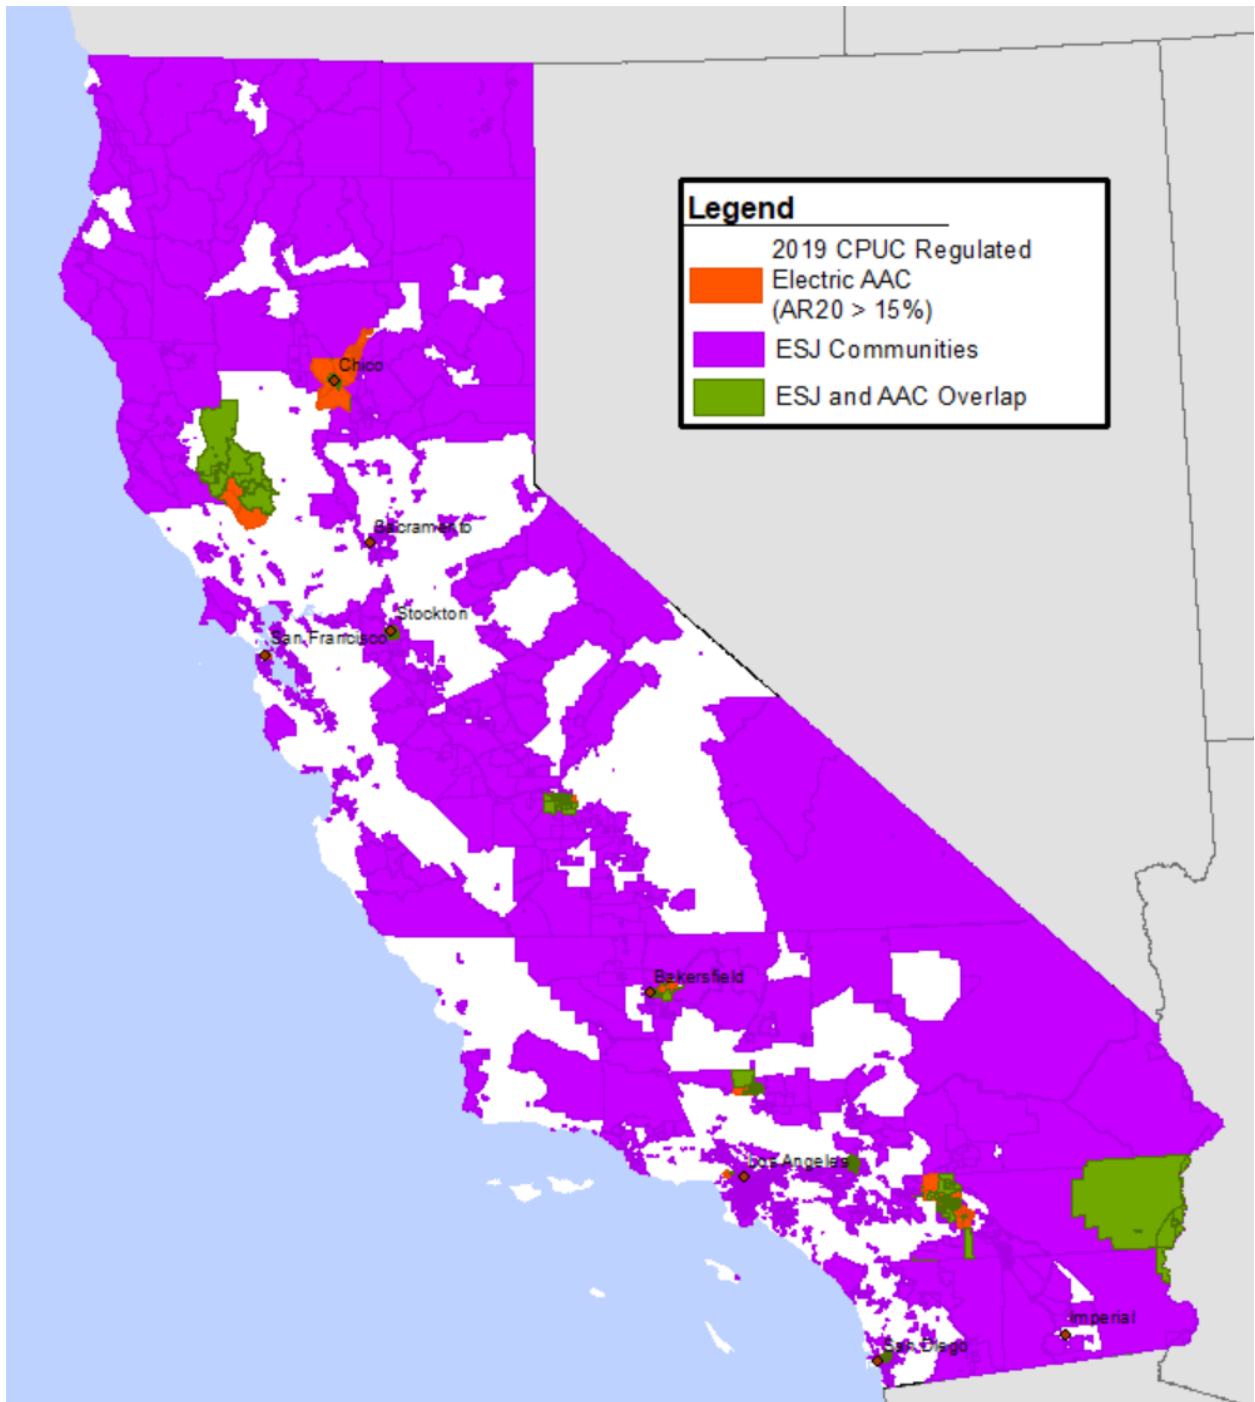 Legend
2019 CPUC Regulated
Electric AAC
(AR20 > 15%)
ESJ Communities
ESJ and AAC Overlap
Chico
Sacramento
Stockton
San Francisco
Bakersfield
Los Angeles
Imperial
San Diego